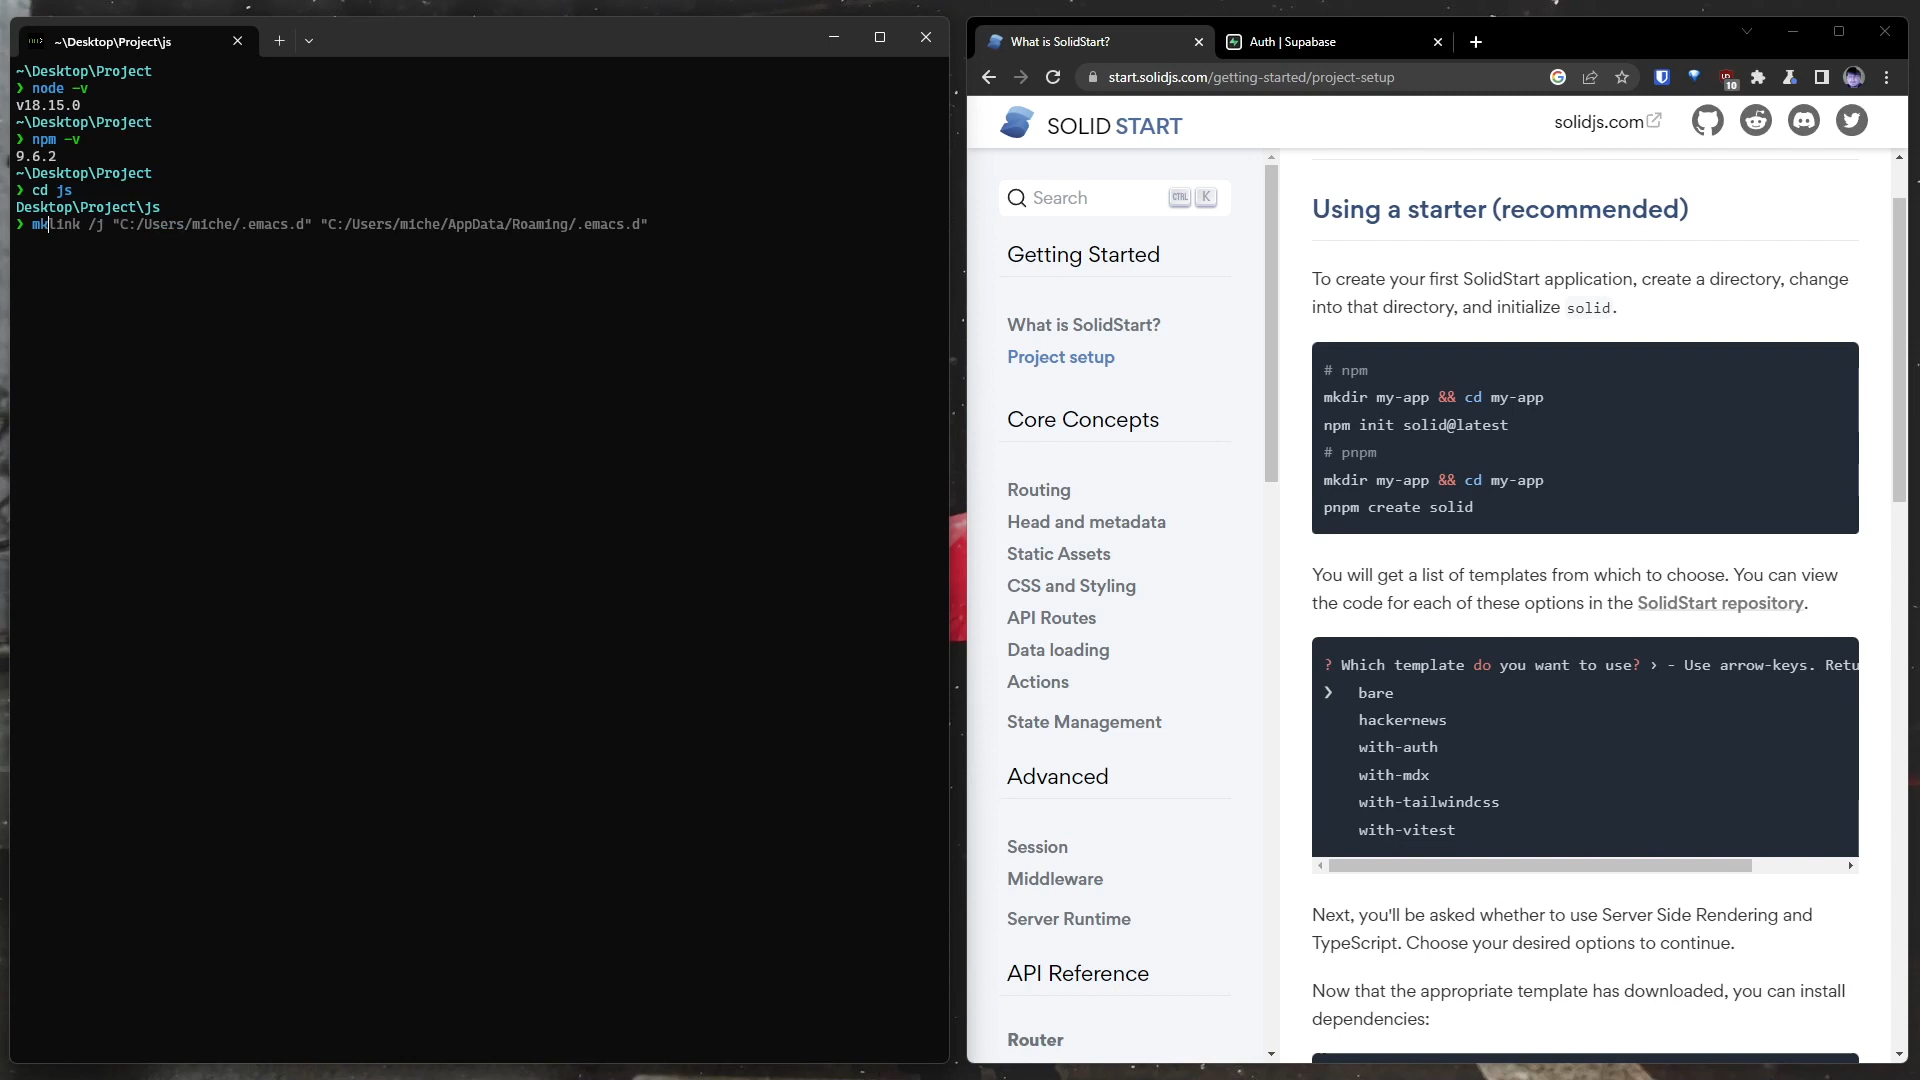 ~\Desktop\Project\js
~\Desktop\Project
❯ node -v
v18.15.0
~\Desktop\Project
❯ npm -v
9.6.2
~\Desktop\Project
❯ cd js
Desktop\Project\js
❯ mklink /j "C:/Users/miche/.emacs.d" "C:/Users/miche/AppData/Roaming/.emacs.d"
What is SolidStart?
Auth | Supabase
start.solidjs.com/getting-started/project-setup
10
SOLID START
solidjs.com
Search
CTRL K
Getting Started
What is SolidStart?
Project setup
Core Concepts
Routing
Head and metadata
Static Assets
CSS and Styling
API Routes
Data loading
Actions
State Management
Advanced
Session
Middleware
Server Runtime
API Reference
Router
Using a starter (recommended)
To create your first SolidStart application, create a directory, change
into that directory, and initialize solid.
# npm
mkdir my-app && cd my-app
npm init solid@latest
# pnpm
mkdir my-app && cd my-app
pnpm create solid
You will get a list of templates from which to choose. You can view
the code for each of these options in the SolidStart repository.
? Which template do you want to use? › - Use arrow-keys. Retu
❯ bare
hackernews
with-auth
with-mdx
with-tailwindcss
with-vitest
Next, you'll be asked whether to use Server Side Rendering and
TypeScript. Choose your desired options to continue.
Now that the appropriate template has downloaded, you can install
dependencies: